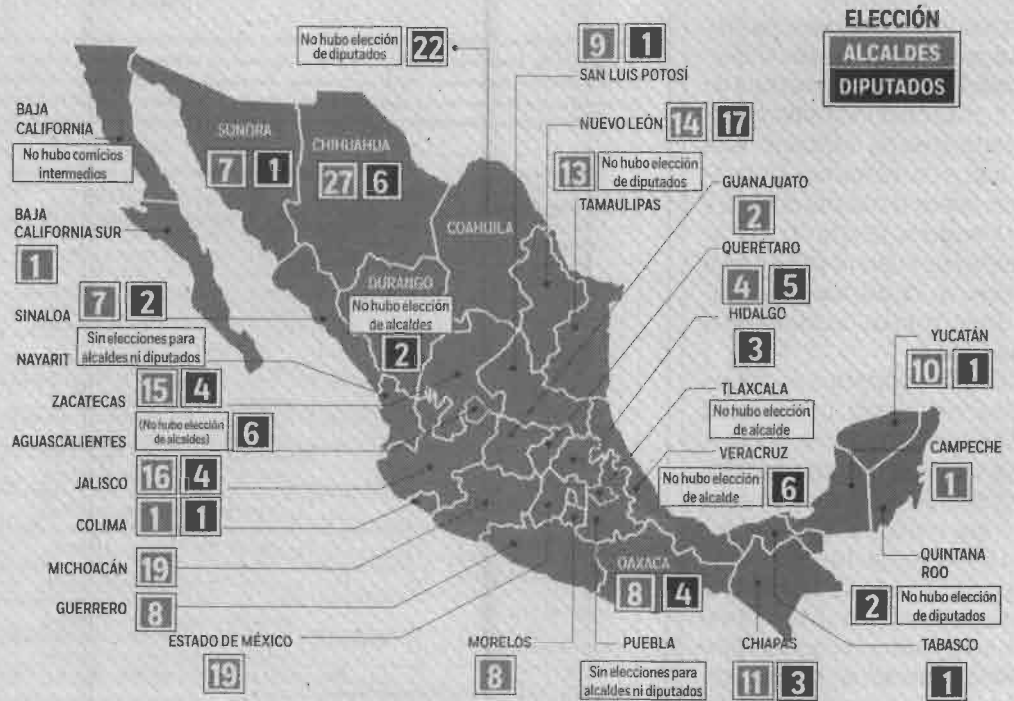 ELECCIÓN
ALCALDES
DIPUTADOS
No hubo elección
de diputados
22
9 1
SAN LUIS POTOSÍ
NUEVO LEÓN 14 17
13 No hubo elección
de diputados
TAMAULIPAS
BAJA
CALIFORNIA
No hubo comicios
intermedios
SONORA
7 1
CHIHUAHUA
27 6
COAHUILA
GUANAJUATO
2
BAJA
CALIFORNIA SUR
1
QUERÉTARO
4 5
DURANGO
No hubo elección
de alcaldes
2
SINALOA 7 2
HIDALGO
3
NAYARIT Sin elecciones para
alcaldes ni diputados
YUCATÁN
10 1
ZACATECAS 15 4
TLAXCALA
No hubo elección
de alcalde
AGUASCALIENTES (No hubo elección
de alcaldes) 6
VERACRUZ
No hubo elección
de alcalde 6
CAMPECHE
1
JALISCO 16 4
COLIMA 1 1
MICHOACÁN 19
OAXACA
8 4
QUINTANA
ROO
2 No hubo elección
de diputados
GUERRERO 8
ESTADO DE MÉXICO
19
MORELOS
8
PUEBLA
Sin elecciones para
alcaldes ni diputados
CHIAPAS
11 3
TABASCO
1